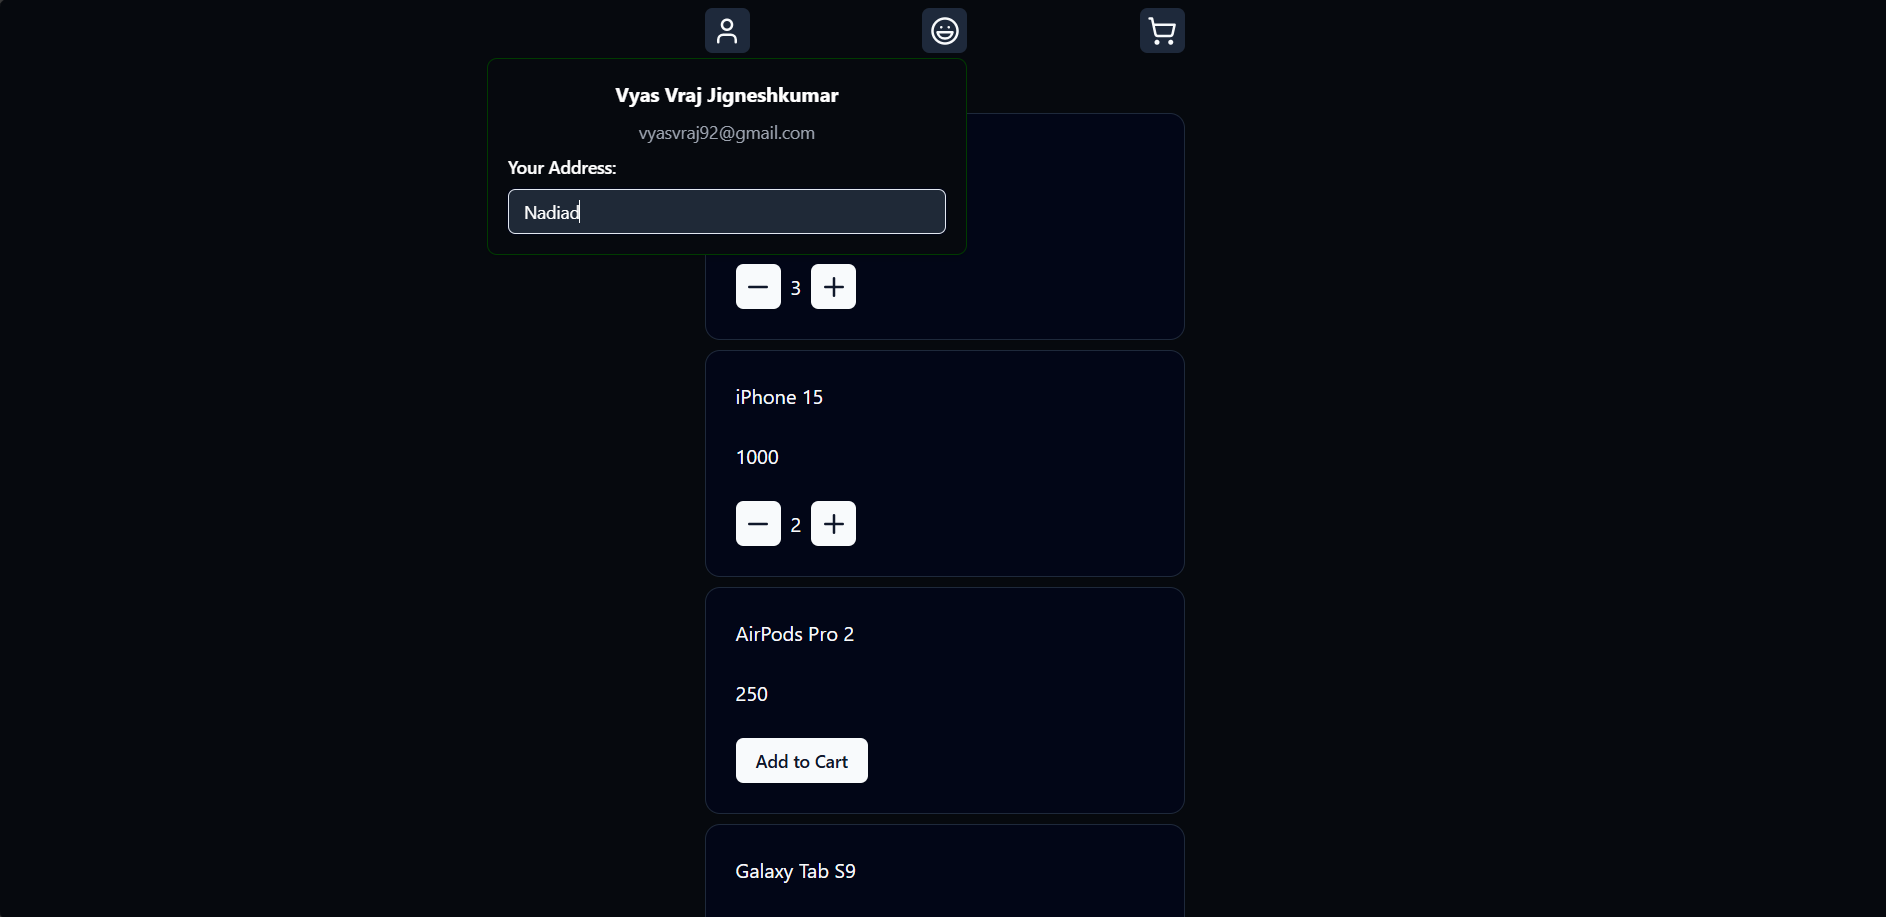 Vyas Vraj Jigneshkumar
vyasvraj92@gmail.com
Your Address:
Nadiad
3
iPhone 15
1000
2
AirPods Pro 2
250
Add to Cart
Galaxy Tab S9